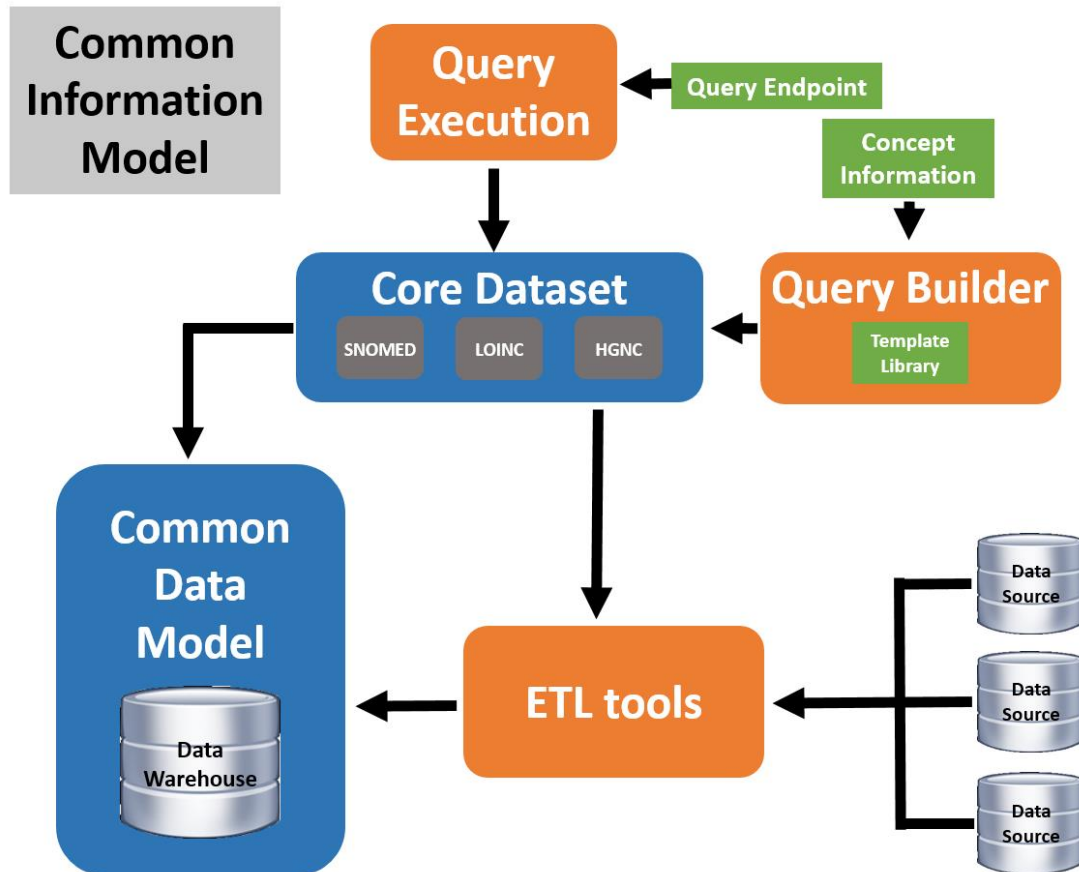 Common
Information
Model
Query
Execution
Query Endpoint
Concept
Information
Core Dataset
SNOMED
LOINC
HGNC
Query Builder
Template
Library
Common
Data
Model
Data
Warehouse
ETL tools
Data
Source
Data
Source
Data
Source